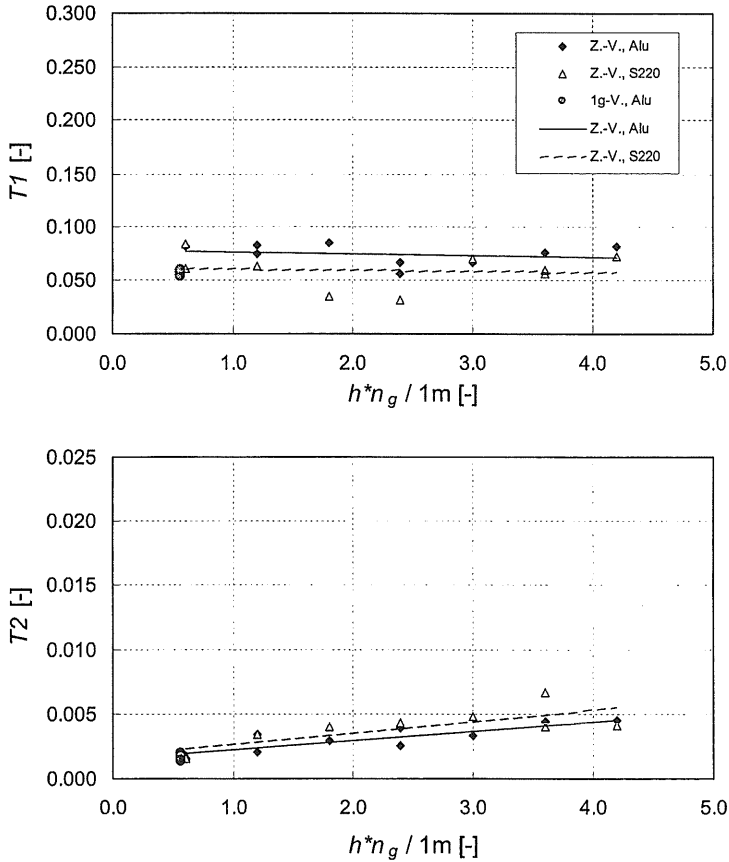 0.300
0.250
0.200
0.150
0.100
0.050
0.000
T1 [-]
Z.-V., Alu
Z.-V., S220
1g-V., Alu
Z.-V., Alu
Z.-V., S220
0.0 1.0 2.0 3.0 4.0 5.0
h*n g / 1m [-]
0.025
0.020
0.015
0.010
0.005
0.000
T2 [-]
0.0 1.0 2.0 3.0 4.0 5.0
h*n g / 1m [-]